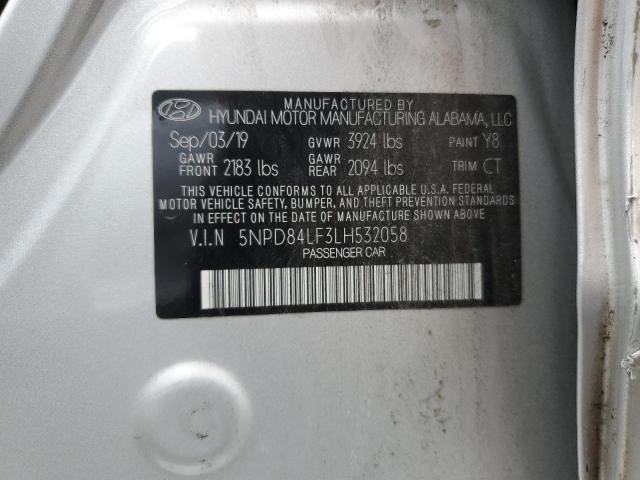 MANUFACTURED BY
HYUNDAI MOTOR MANUFACTURING ALABAMA, LLC
Sep/03/19 GVWR 3924 lbs PAINT Y8
GAWR FRONT 2183 lbs GAWR REAR 2094 lbs TRIM CT
THIS VEHICLE CONFORMS TO ALL APPLICABLE U.S.A. FEDERAL
MOTOR VEHICLE SAFETY, BUMPER, AND THEFT PREVENTION STANDARDS
IN EFFECT ON THE DATE OF MANUFACTURE SHOWN ABOVE
V.I.N 5NPD84LF3LH532058
PASSENGER CAR